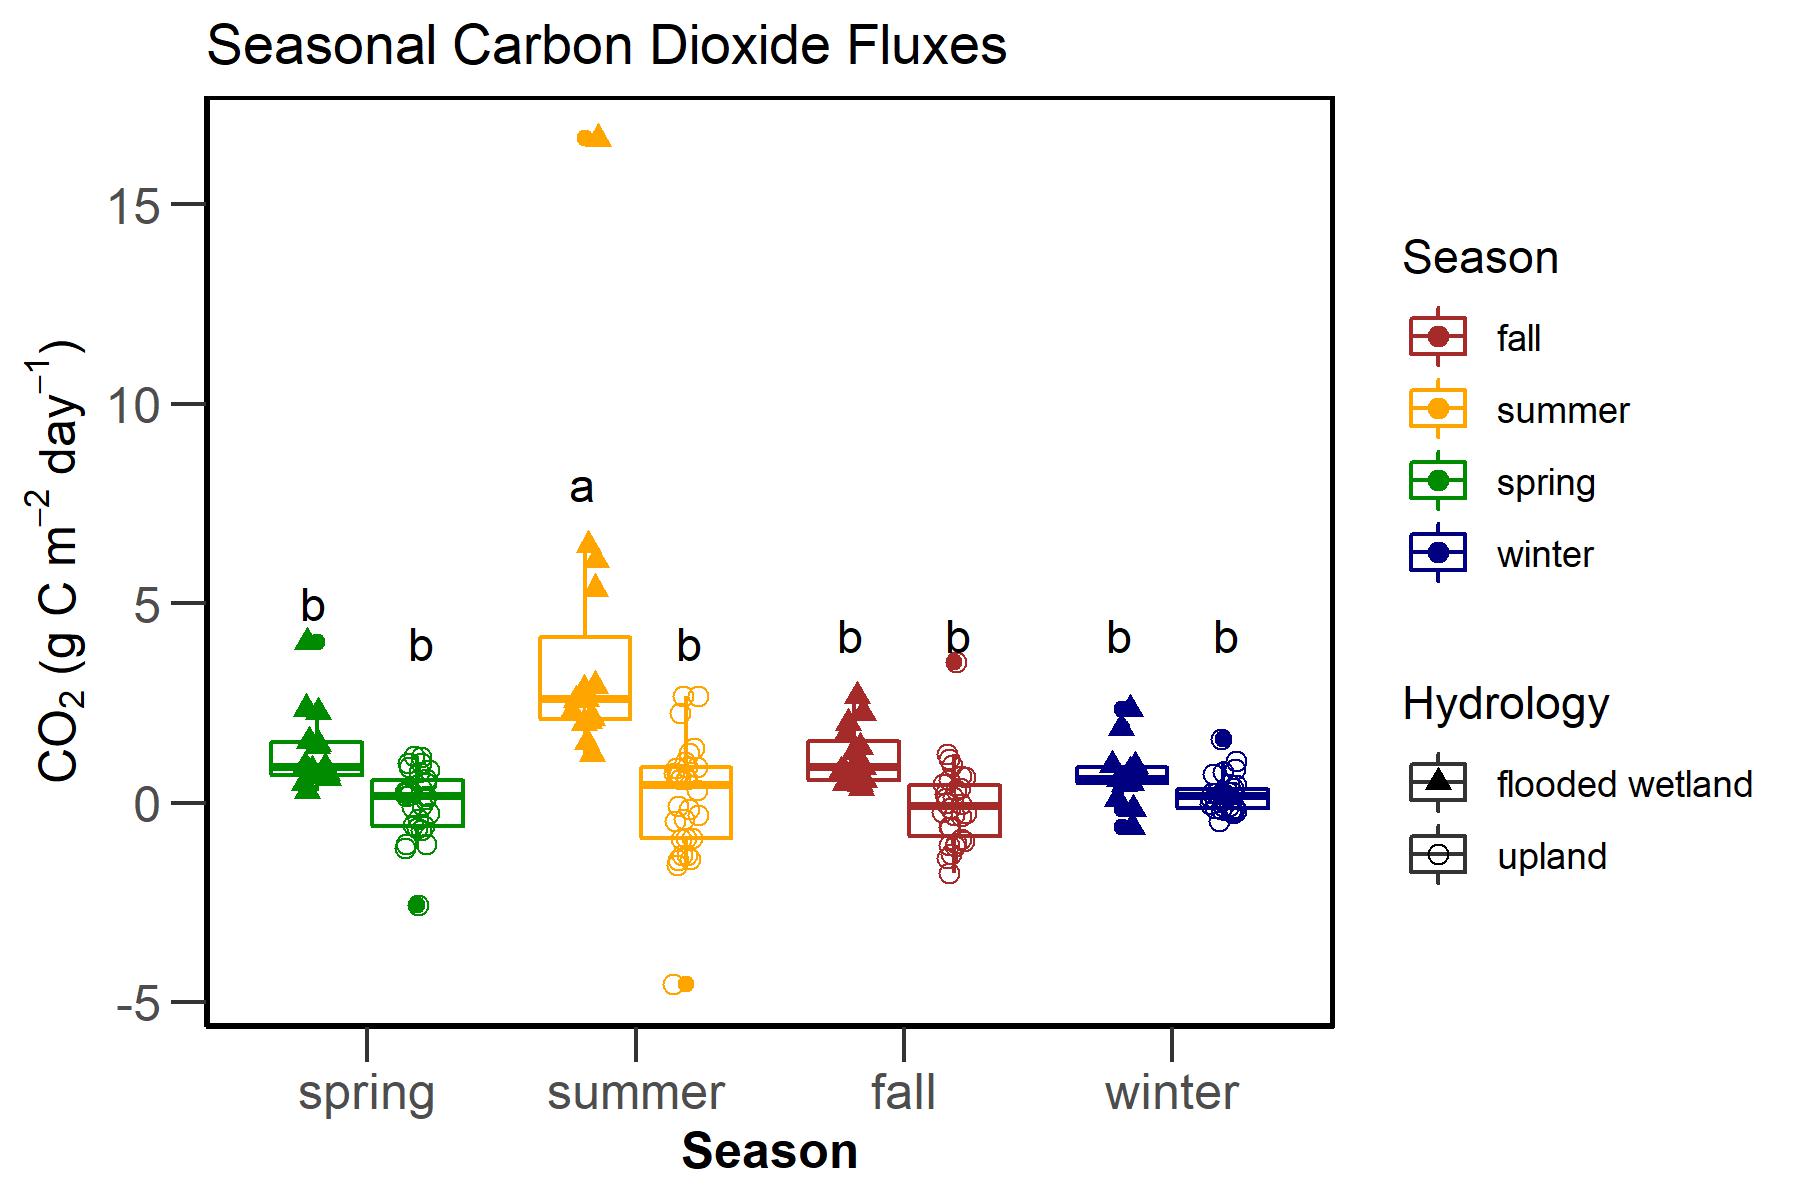 Seasonal Carbon Dioxide Fluxes
CO₂ (g C m⁻² day⁻¹)
15
10
5
0
-5
b
b
a
b
b
b
b
b
spring
summer
fall
winter
Season
Season
fall
summer
spring
winter
Hydrology
flooded wetland
upland